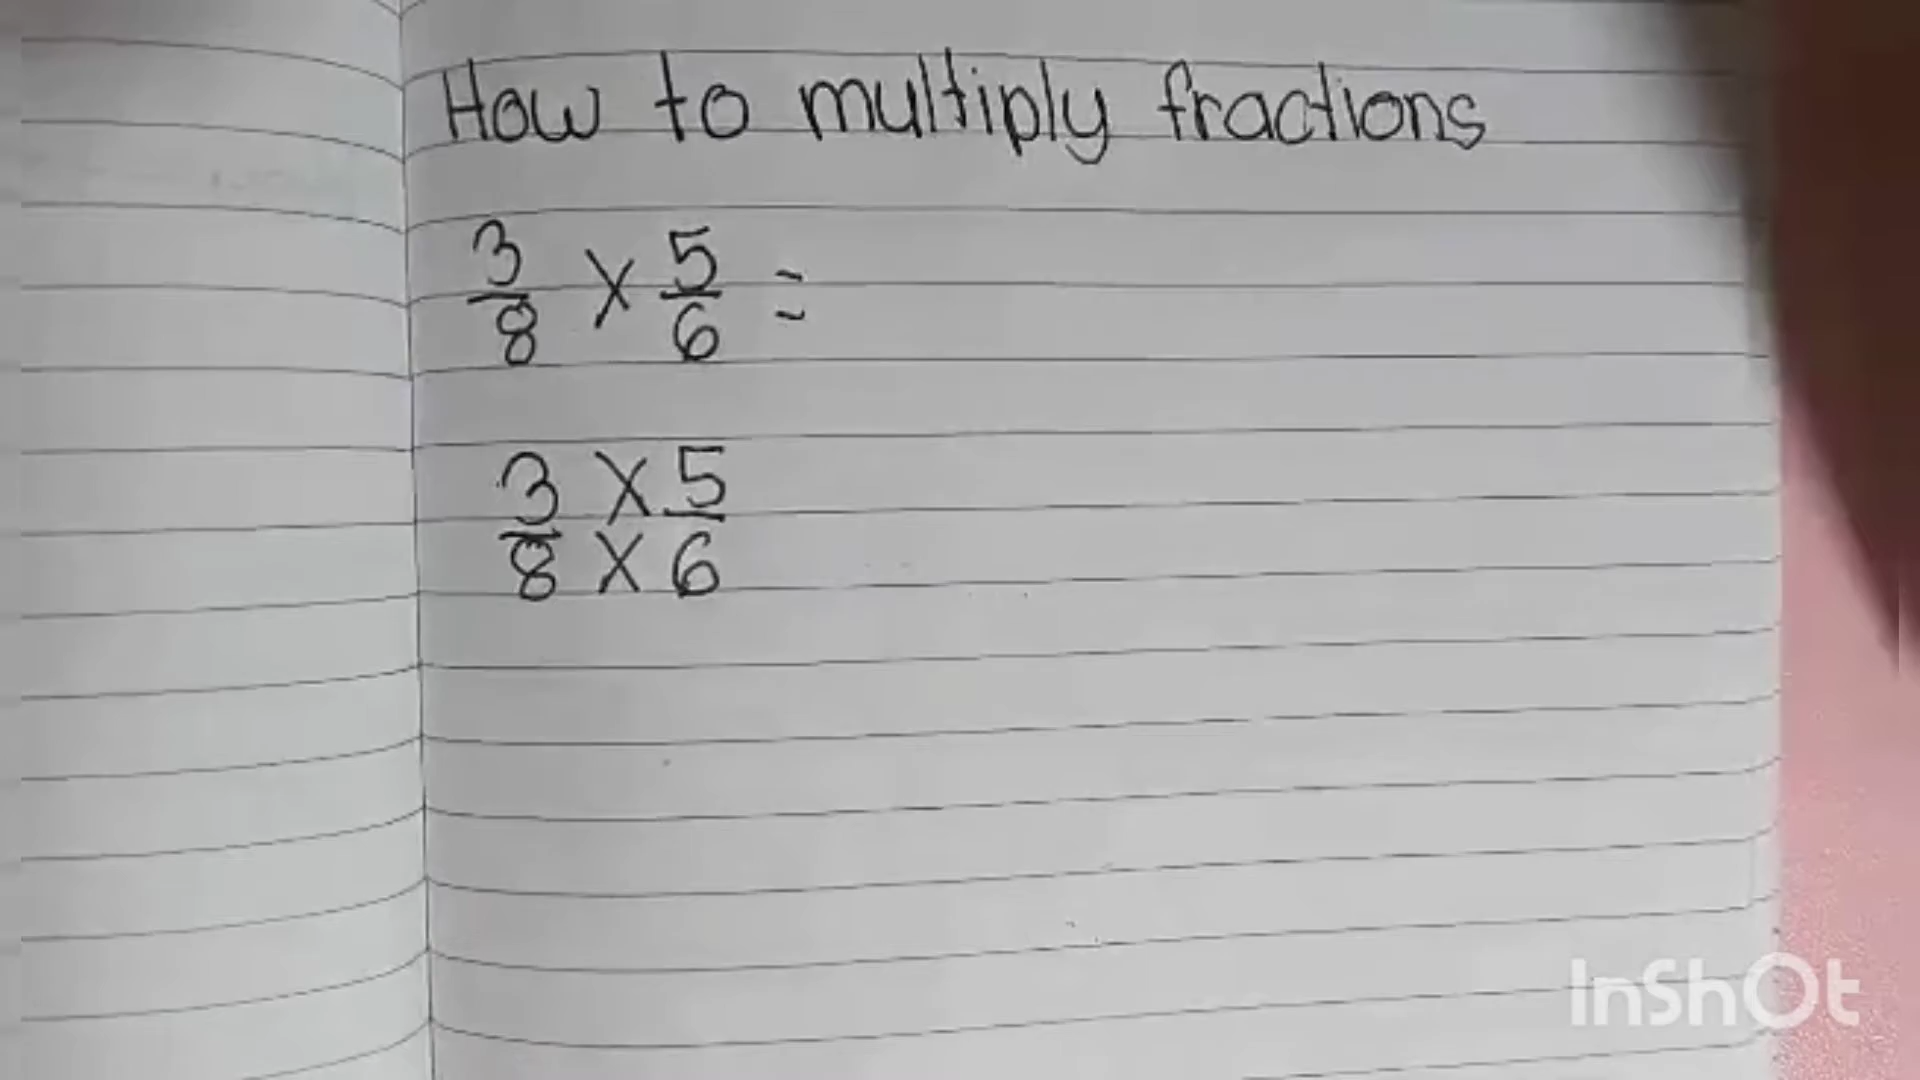 How to multiply fractions
3/8 X 5/6 =
3 X 5
8 X 6
InShOt